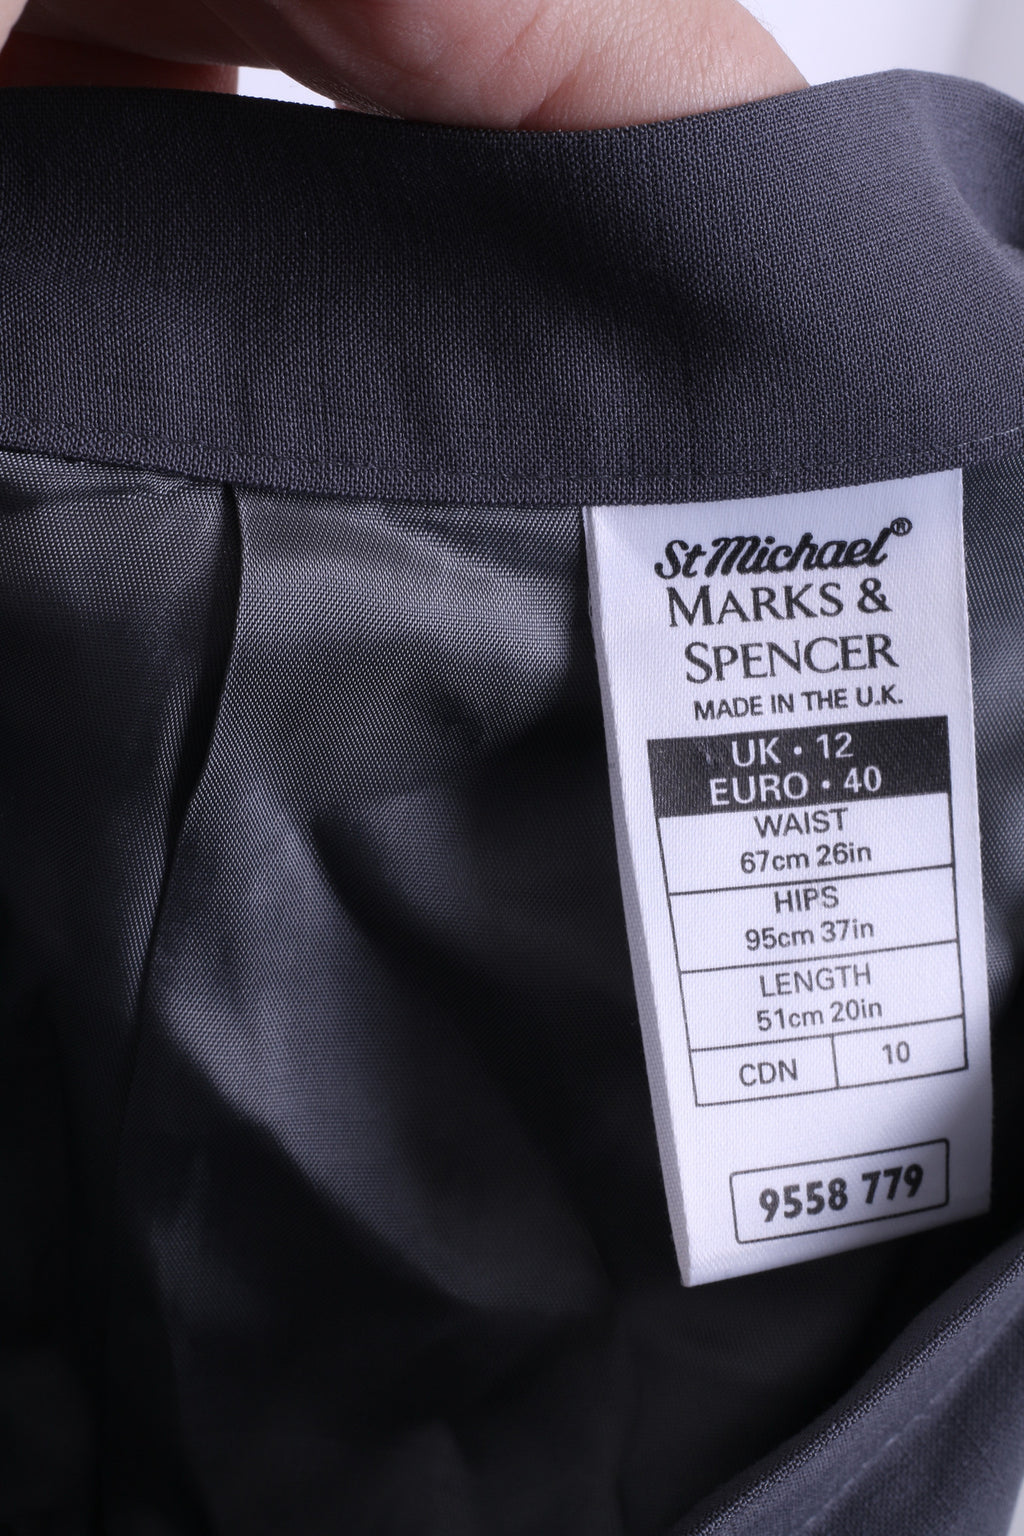 St Michael®
MARKS &
SPENCER
MADE IN THE U.K.
UK · 12
EURO · 40
WAIST
67cm 26in
HIPS
95cm 37in
LENGTH
51cm 20in
CDN 10
9558 779